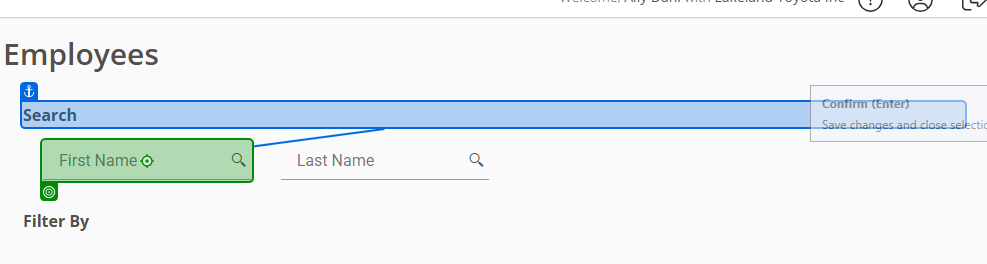 Welcome, Ally Dahl with Lakeland Toyota Inc
Employees
Search
Confirm (Enter)
Save changes and close selectio
First Name
Last Name
Filter By